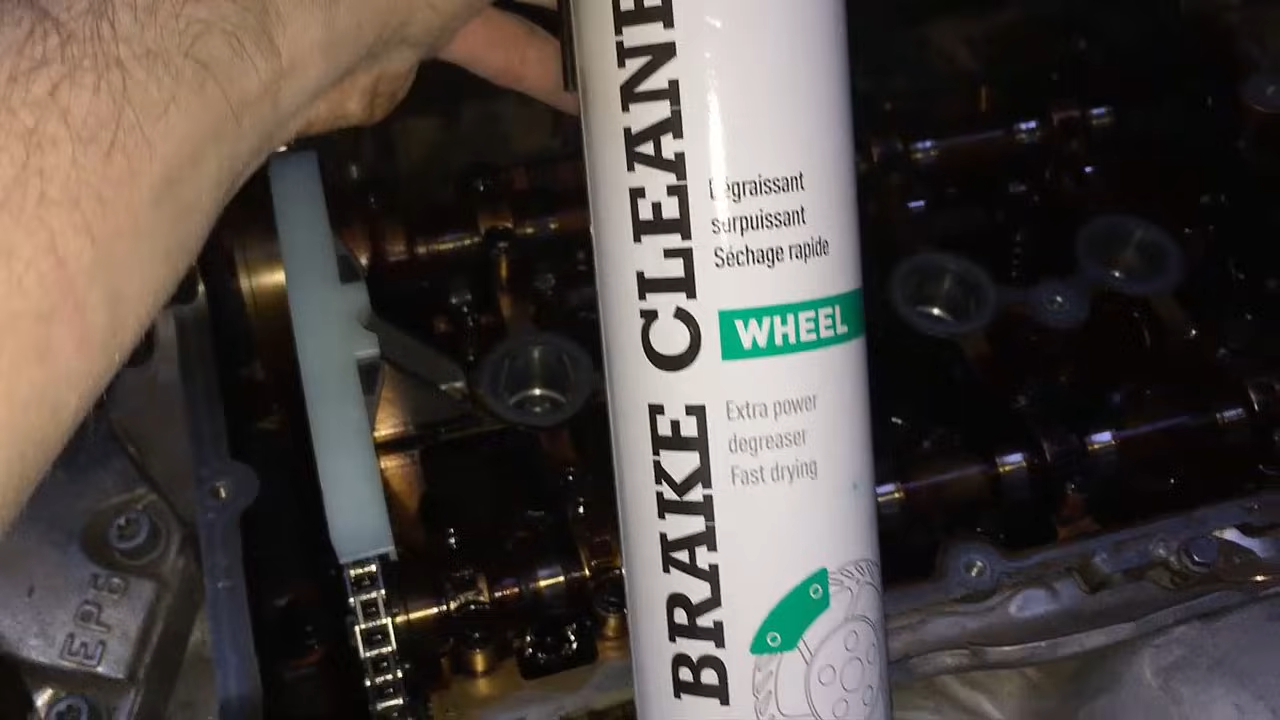 BRAKE CLEANE
Dégraissant
surpuissant
Séchage rapide
WHEEL
Extra power
degreaser
Fast drying
EP6